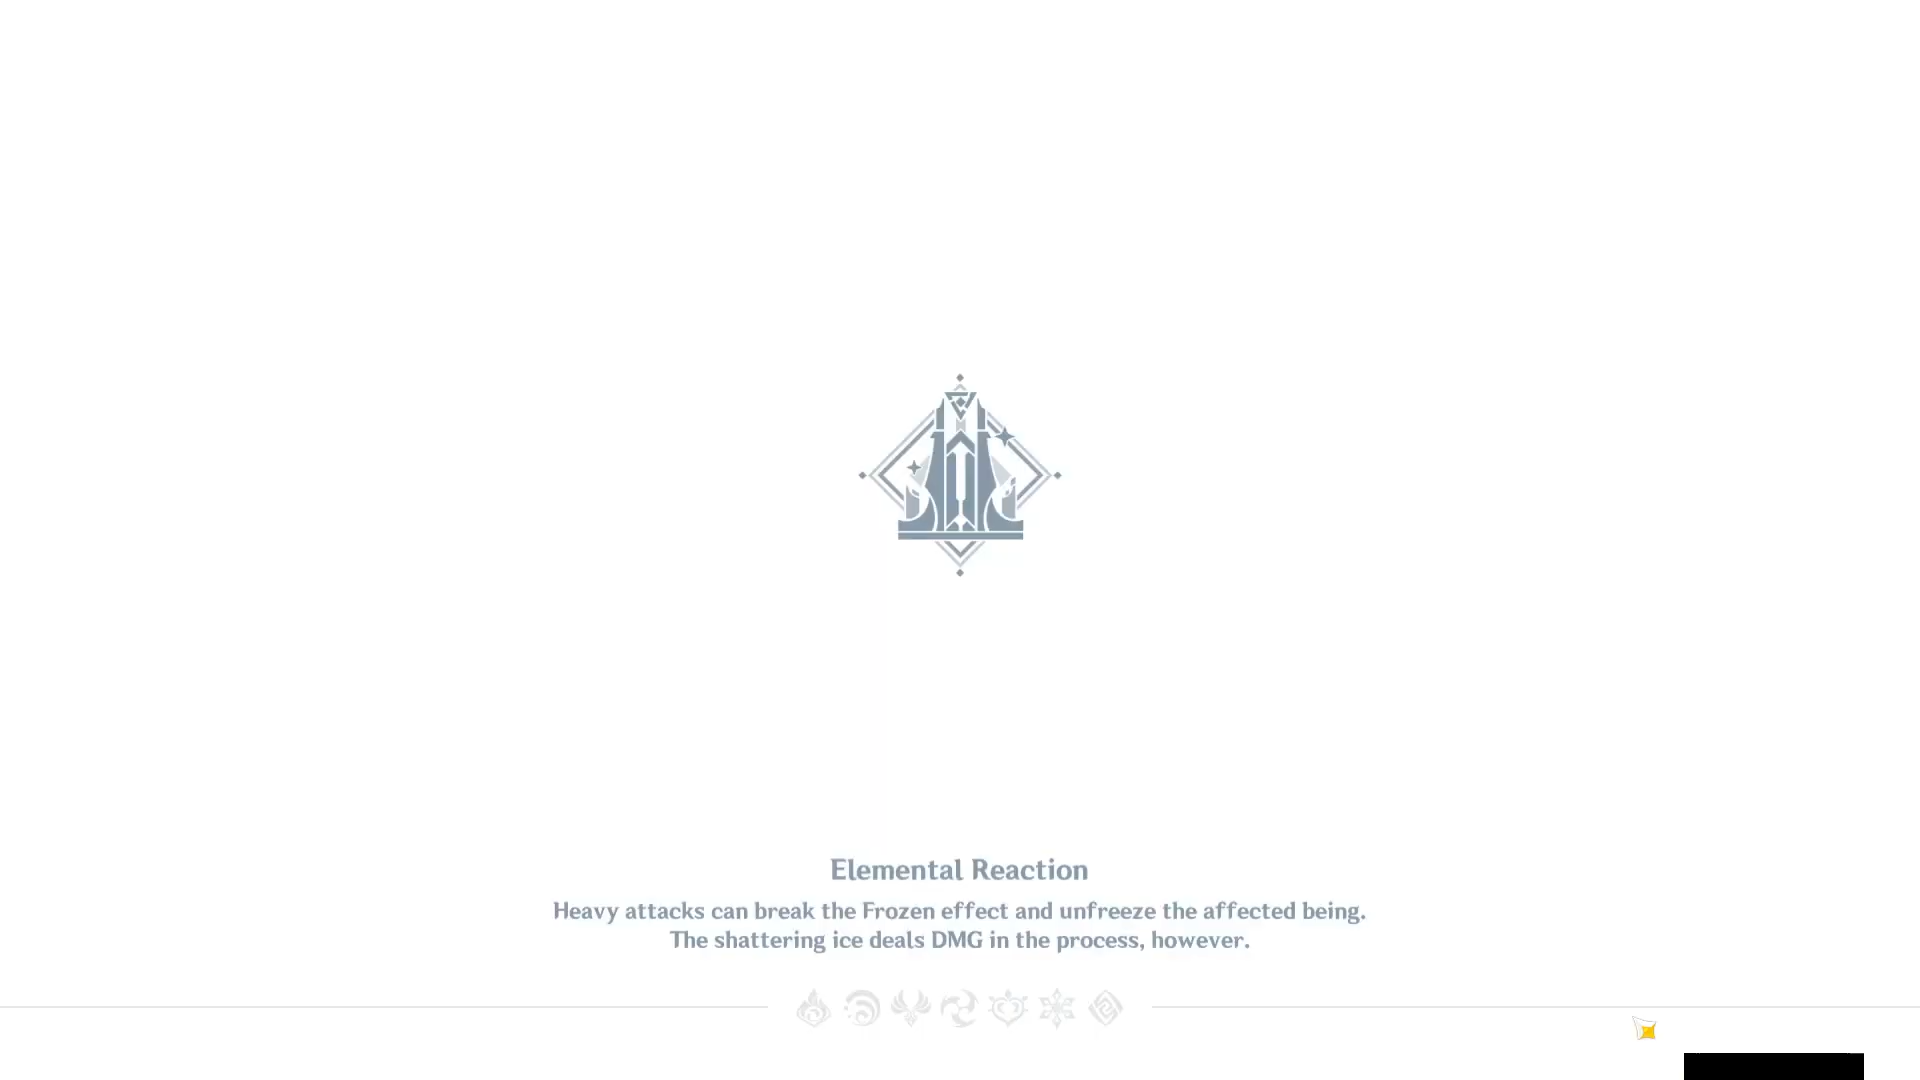 Elemental Reaction
Heavy attacks can break the Frozen effect and unfreeze the affected being.
The shattering ice deals DMG in the process, however.